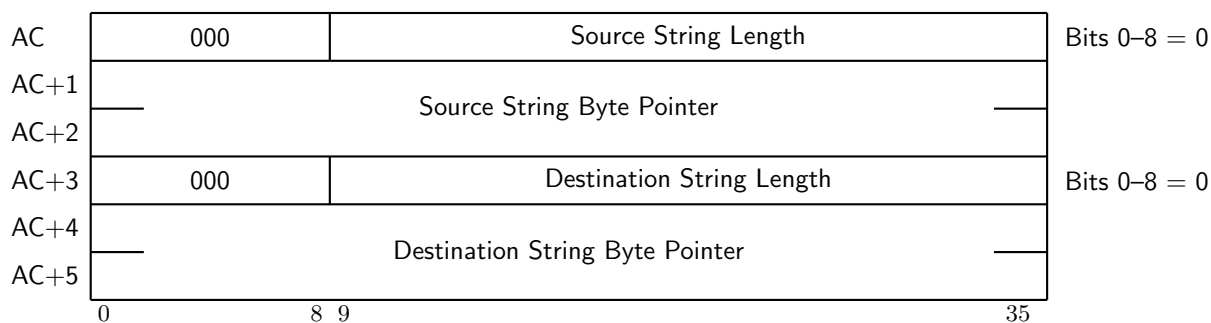 AC 000 Source String Length Bits 0–8 = 0
AC+1
Source String Byte Pointer
AC+2
AC+3 000 Destination String Length Bits 0–8 = 0
AC+4
Destination String Byte Pointer
AC+5
0 8 9 35